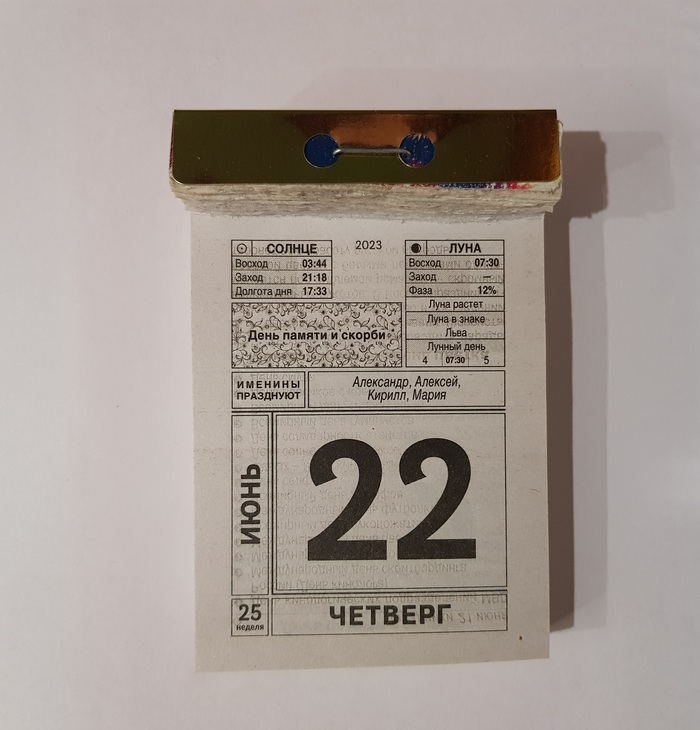 СОЛНЦЕ
Восход 03:44
Заход 21:18
Долгота дня 17:33
2023
ЛУНА
Восход 07:30
Заход —
Фаза 12%
Луна растет
Луна в знаке
Льва
Лунный день
4 07:30 5
День памяти и скорби
ИМЕНИНЫ
ПРАЗДНУЮТ
Александр, Алексей,
Кирилл, Мария
ИЮНЬ
22
25
неделя
ЧЕТВЕРГ